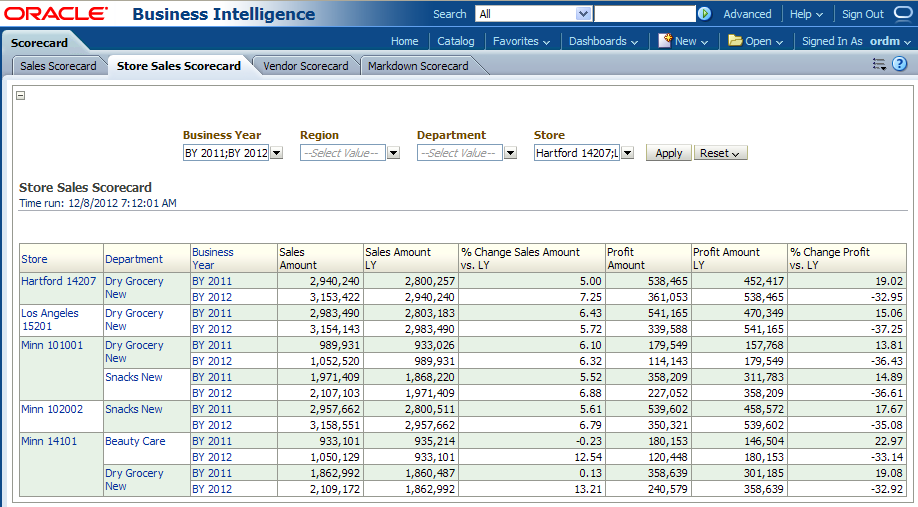 ORACLE Business Intelligence Search All Advanced Help Sign Out
Scorecard Home Catalog Favorites Dashboards New Open Signed In As ordm
Sales Scorecard Store Sales Scorecard Vendor Scorecard Markdown Scorecard
Business Year Region Department Store
BY 2011;BY 2012 --Select Value-- --Select Value-- Hartford 14207;L Apply Reset
Store Sales Scorecard
Time run: 12/8/2012 7:12:01 AM
Store Department Business Year Sales Amount Sales Amount LY % Change Sales Amount vs. LY Profit Amount Profit Amount LY % Change Profit vs. LY
Hartford 14207 Dry Grocery New BY 2011 2,940,240 2,800,257 5.00 538,465 452,417 19.02
BY 2012 3,153,422 2,940,240 7.25 361,053 538,465 -32.95
Los Angeles 15201 Dry Grocery New BY 2011 2,983,490 2,803,183 6.43 541,165 470,349 15.06
BY 2012 3,154,143 2,983,490 5.72 339,588 541,165 -37.25
Minn 101001 Dry Grocery New BY 2011 989,931 933,026 6.10 179,549 157,768 13.81
BY 2012 1,052,520 989,931 6.32 114,143 179,549 -36.43
Snacks New BY 2011 1,971,409 1,868,220 5.52 358,209 311,783 14.89
BY 2012 2,107,103 1,971,409 6.88 227,052 358,209 -36.61
Minn 102002 Snacks New BY 2011 2,957,662 2,800,511 5.61 539,602 458,572 17.67
BY 2012 3,158,551 2,957,662 6.79 350,321 539,602 -35.08
Minn 14101 Beauty Care BY 2011 933,101 935,214 -0.23 180,153 146,504 22.97
BY 2012 1,050,129 933,101 12.54 120,448 180,153 -33.14
Dry Grocery New BY 2011 1,862,992 1,860,487 0.13 358,639 301,185 19.08
BY 2012 2,109,172 1,862,992 13.21 240,579 358,639 -32.92